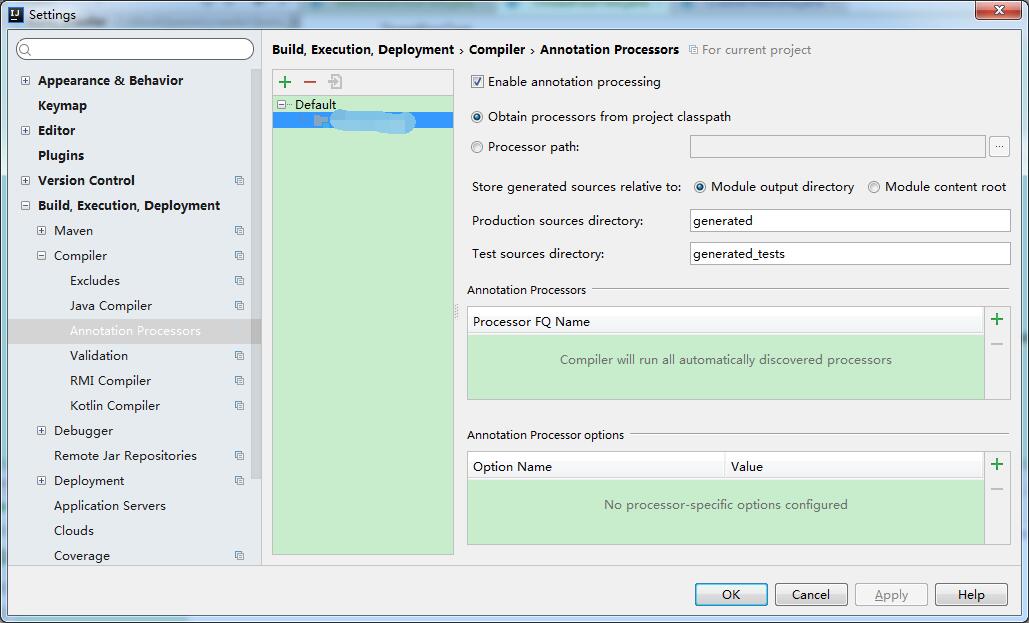 Settings
Build, Execution, Deployment › Compiler › Annotation Processors For current project
Appearance & Behavior
Keymap
Editor
Plugins
Version Control
Build, Execution, Deployment
Maven
Compiler
Excludes
Java Compiler
Annotation Processors
Validation
RMI Compiler
Kotlin Compiler
Debugger
Remote Jar Repositories
Deployment
Application Servers
Clouds
Coverage
Default
Enable annotation processing
Obtain processors from project classpath
Processor path:
...
Store generated sources relative to: Module output directory Module content root
Production sources directory: generated
Test sources directory: generated_tests
Annotation Processors
Processor FQ Name
Compiler will run all automatically discovered processors
Annotation Processor options
Option Name Value
No processor-specific options configured
OK Cancel Apply Help